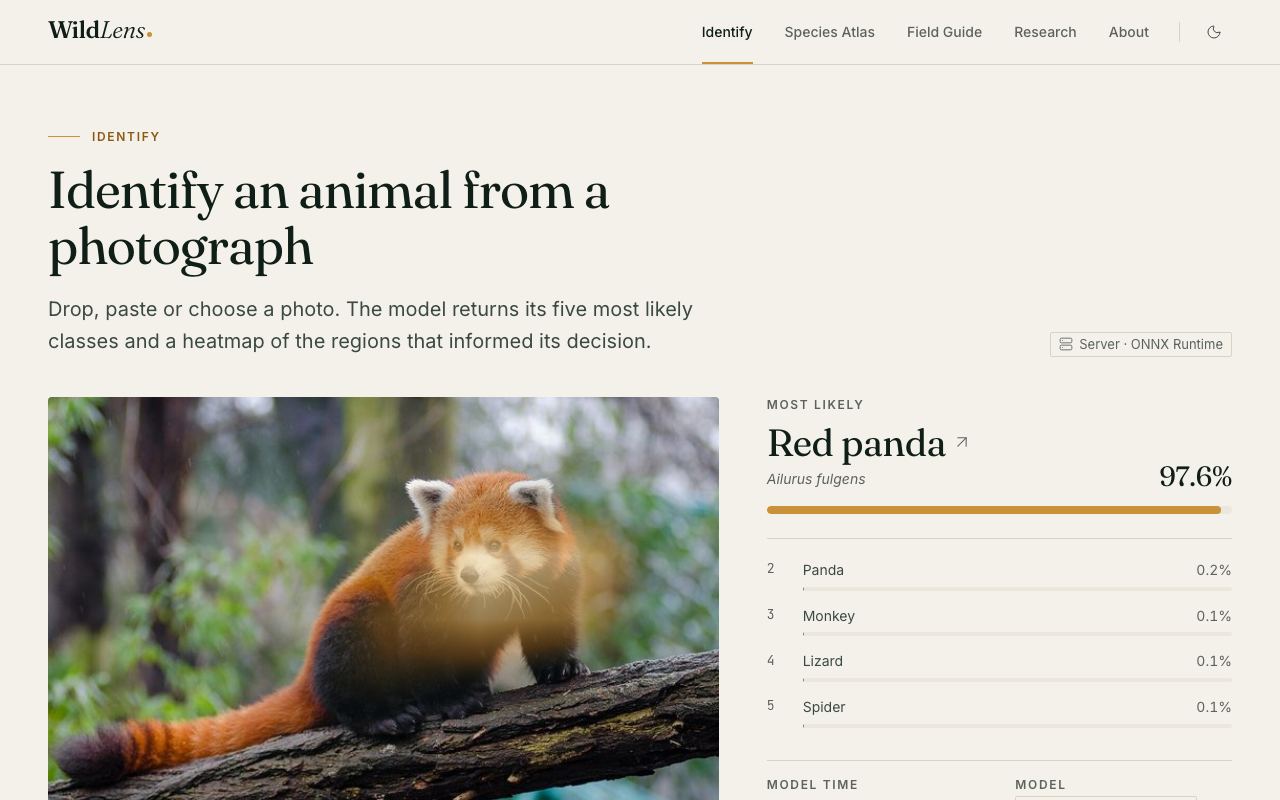 WildLens.
Identify
Species Atlas
Field Guide
Research
About
IDENTIFY
Identify an animal from a
photograph
Drop, paste or choose a photo. The model returns its five most likely
classes and a heatmap of the regions that informed its decision.
Server · ONNX Runtime
MOST LIKELY
Red panda
Ailurus fulgens
97.6%
2 Panda 0.2%
3 Monkey 0.1%
4 Lizard 0.1%
5 Spider 0.1%
MODEL TIME
MODEL